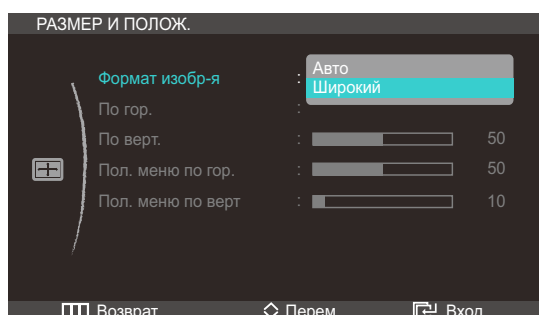 РАЗМЕР И ПОЛОЖ.
Формат изобр-я : Авто
Широкий
По гор. :
По верт. : 50
Пол. меню по гор. : 50
Пол. меню по верт : 10
Возврат Перем. Вход